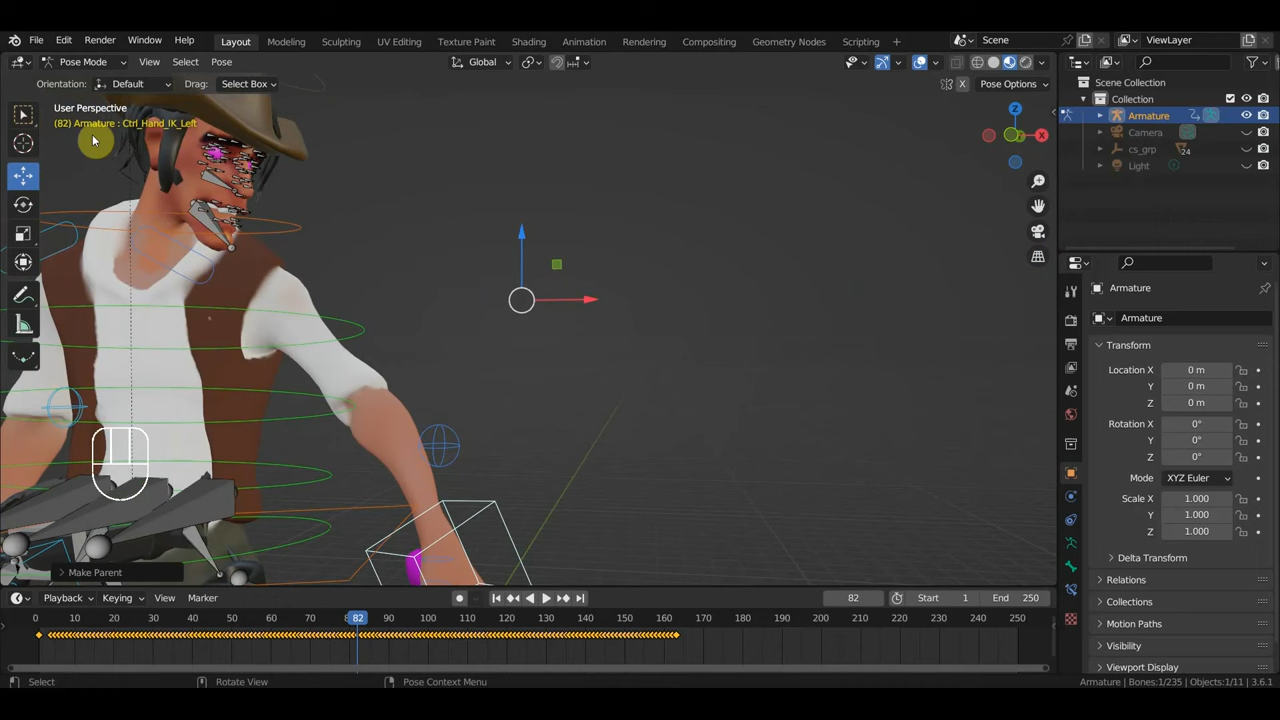 File Edit Render Window Help Layout Modeling Sculpting UV Editing Texture Paint Shading Animation Rendering Compositing Geometry Nodes Scripting + Scene ViewLayer
Pose Mode View Select Pose Global
Orientation: Default Drag: Select Box X Pose Options
Scene Collection
Collection
Armature
Camera
cs_grp 24
Light
User Perspective
(82) Armature : Ctrl_Hand_IK_Left
Z
X
Make Parent
Armature
Armature
Transform
Location X 0 m
Y 0 m
Z 0 m
Rotation X 0°
Y 0°
Z 0°
Mode XYZ Euler
Scale X 1.000
Y 1.000
Z 1.000
Delta Transform
Relations
Collections
Motion Paths
Visibility
Viewport Display
Playback Keying View Marker 82 Start 1 End 250
0 10 20 30 40 50 60 70 82 90 100 110 120 130 140 150 160 170 180 190 200 210 220 230 240 250
Select Rotate View Pose Context Menu Armature | Bones:1/235 | Objects:1/11 | 3.6.1